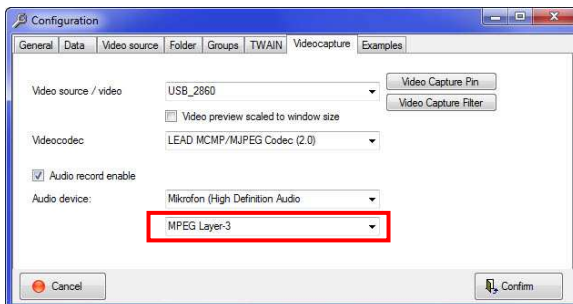 Configuration
General Data Video source Folder Groups TWAIN Videocapture Examples
Video source / video USB_2860 Video Capture Pin
Video preview scaled to window size Video Capture Filter
Videocodec LEAD MCMP/MJPEG Codec (2.0)
Audio record enable
Audio device: Mikrofon (High Definition Audio
MPEG Layer-3
Cancel Confirm